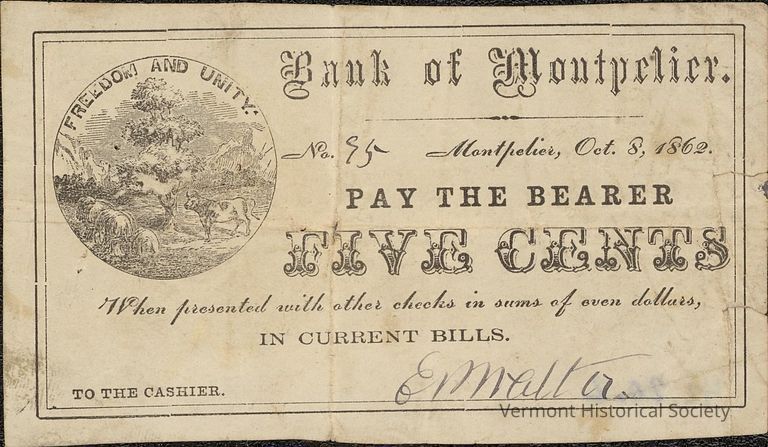 FREEDOM AND UNITY.
Bank of Montpelier.
No. 95 Montpelier, Oct. 8, 1862.
PAY THE BEARER
FIVE CENTS
When presented with other checks in sums of even dollars,
IN CURRENT BILLS.
TO THE CASHIER.
Vermont Historical Society